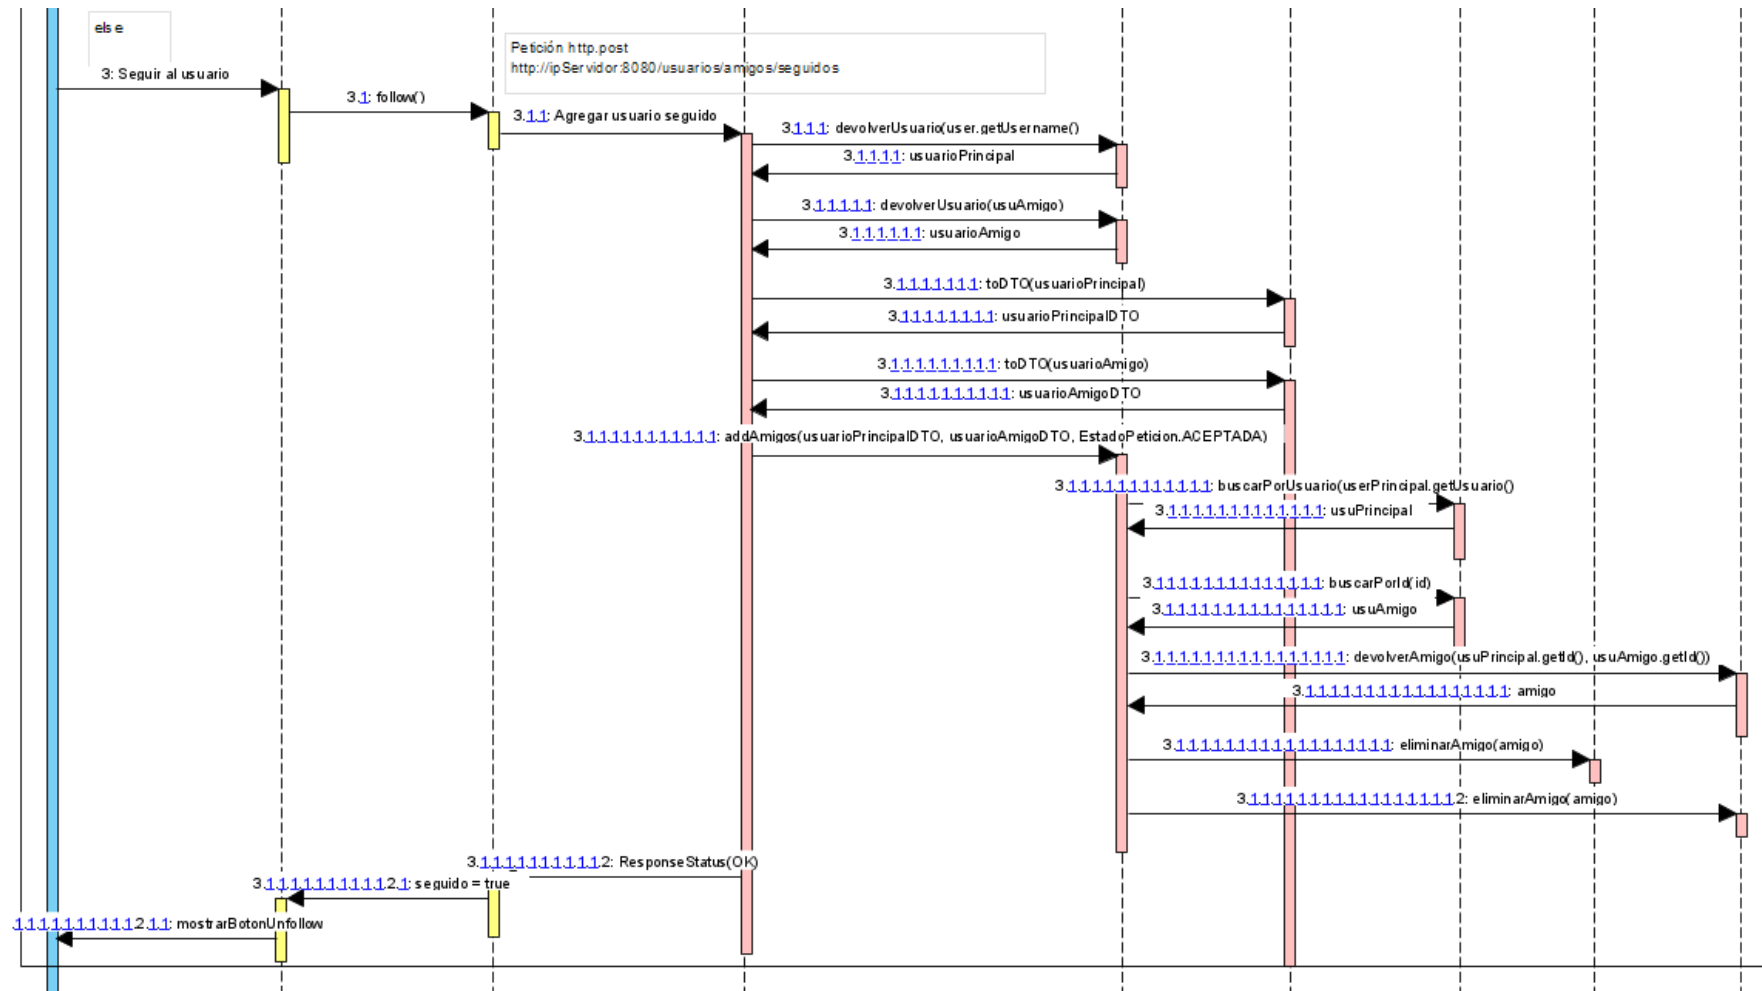 else
Petición http.post
http://ipServidor:8080/usuarios/amigos/seguidos
3: Seguir al usuario
3.1: follow()
3.1.1: Agregar usuario seguido
3.1.1.1: devolverUsuario(user.getUsername()
3.1.1.1.1: usuarioPrincipal
3.1.1.1.1.1: devolverUsuario(usuAmigo)
3.1.1.1.1.1.1: usuarioAmigo
3.1.1.1.1.1.1.1: toDTO(usuarioPrincipal)
3.1.1.1.1.1.1.1.1: usuarioPrincipalDTO
3.1.1.1.1.1.1.1.1.1: toDTO(usuarioAmigo)
3.1.1.1.1.1.1.1.1.1.1: usuarioAmigoDTO
3.1.1.1.1.1.1.1.1.1.1.1: addAmigos(usuarioPrincipalDTO, usuarioAmigoDTO, EstadoPeticion.ACEPTADA)
3.1.1.1.1.1.1.1.1.1.1.1.1: buscarPorUsuario(userPrincipal.getUsuario()
3.1.1.1.1.1.1.1.1.1.1.1.1.1: usuPrincipal
3.1.1.1.1.1.1.1.1.1.1.1.1.1.1: buscarPorId(id)
3.1.1.1.1.1.1.1.1.1.1.1.1.1.1.1: usuAmigo
3.1.1.1.1.1.1.1.1.1.1.1.1.1.1.1.1: devolverAmigo(usuPrincipal.getId(), usuAmigo.getId())
3.1.1.1.1.1.1.1.1.1.1.1.1.1.1.1.1.1: amigo
3.1.1.1.1.1.1.1.1.1.1.1.1.1.1.1.1.1.1: eliminarAmigo(amigo)
3.1.1.1.1.1.1.1.1.1.1.1.1.1.1.1.1.1.2: eliminarAmigo(amigo)
3.1.1.1.1.1.1.1.1.1.1.2: ResponseStatus(OK)
3.1.1.1.1.1.1.1.1.1.1.2.1: seguido = true
.1.1.1.1.1.1.1.1.1.1.2.1.1: mostrarBotonUnfollow